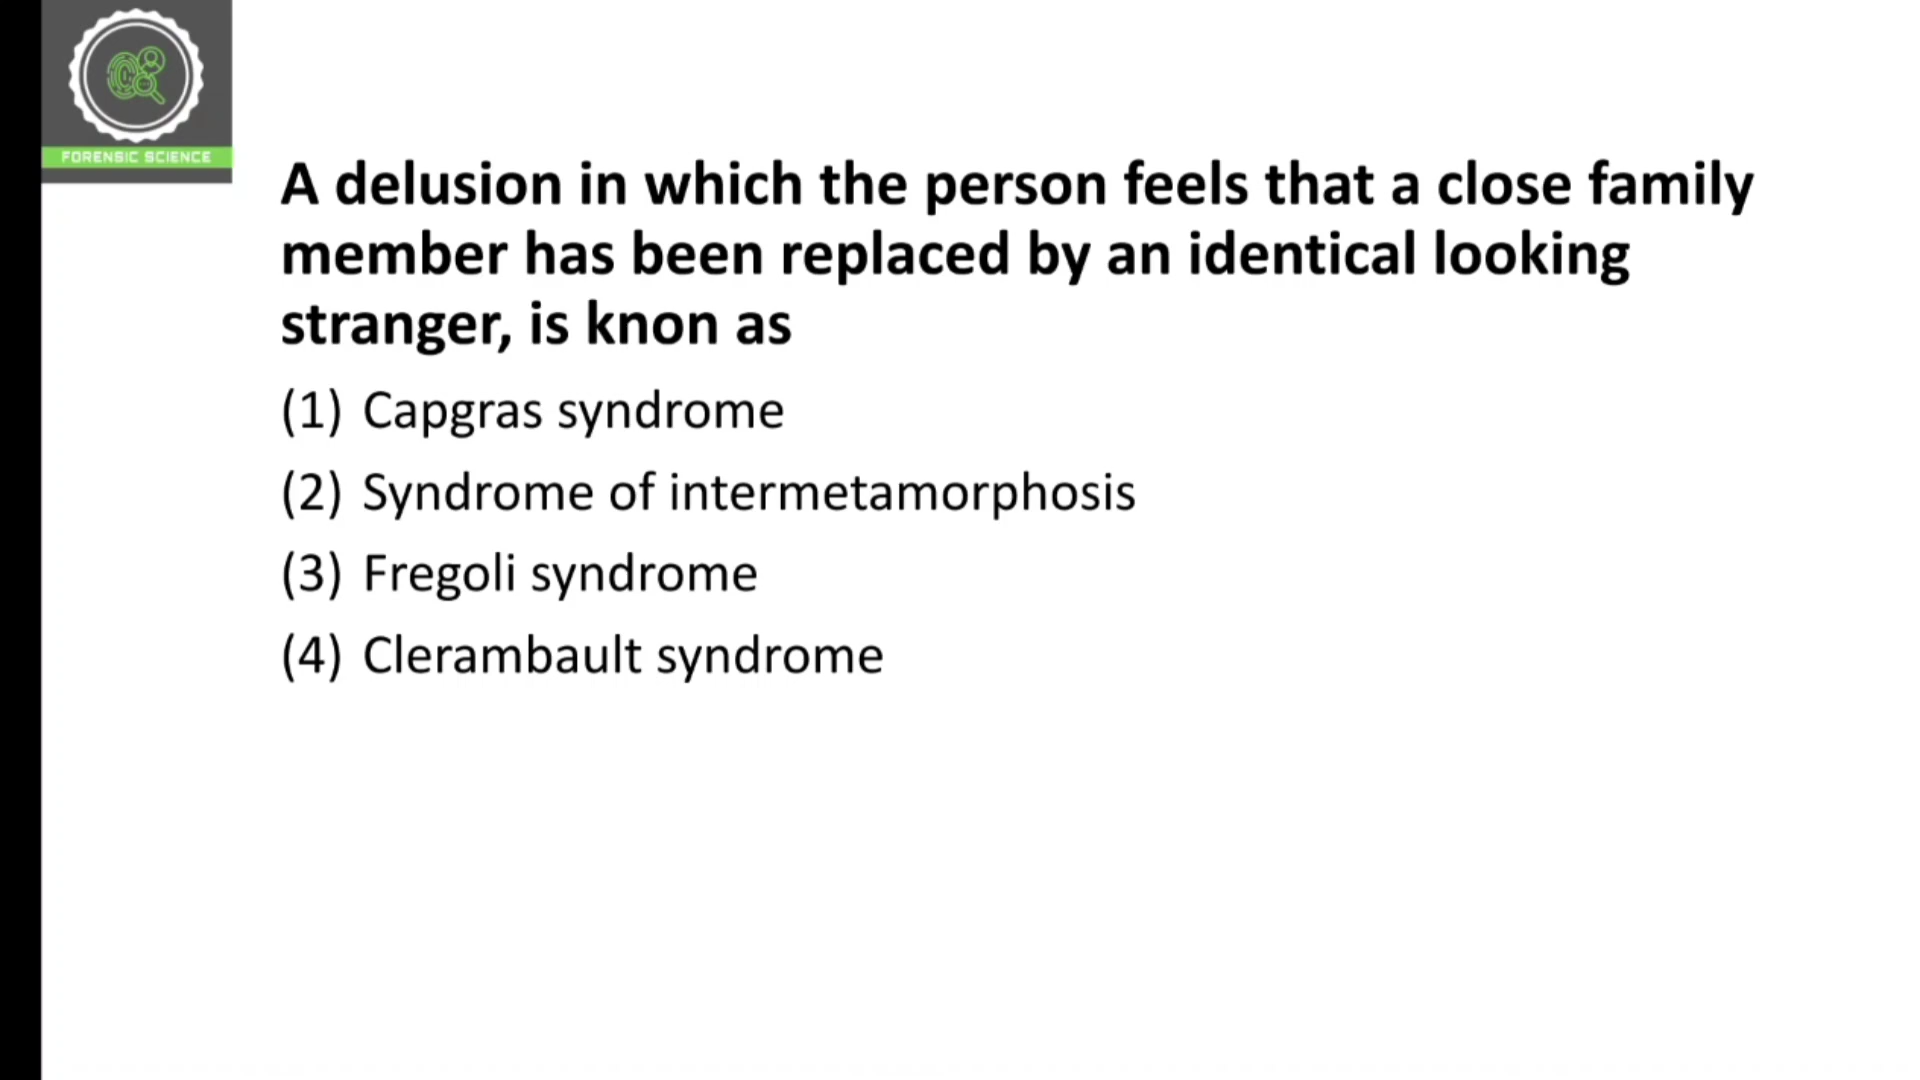 FORENSIC SCIENCE
A delusion in which the person feels that a close family
member has been replaced by an identical looking
stranger, is knon as
(1) Capgras syndrome
(2) Syndrome of intermetamorphosis
(3) Fregoli syndrome
(4) Clerambault syndrome